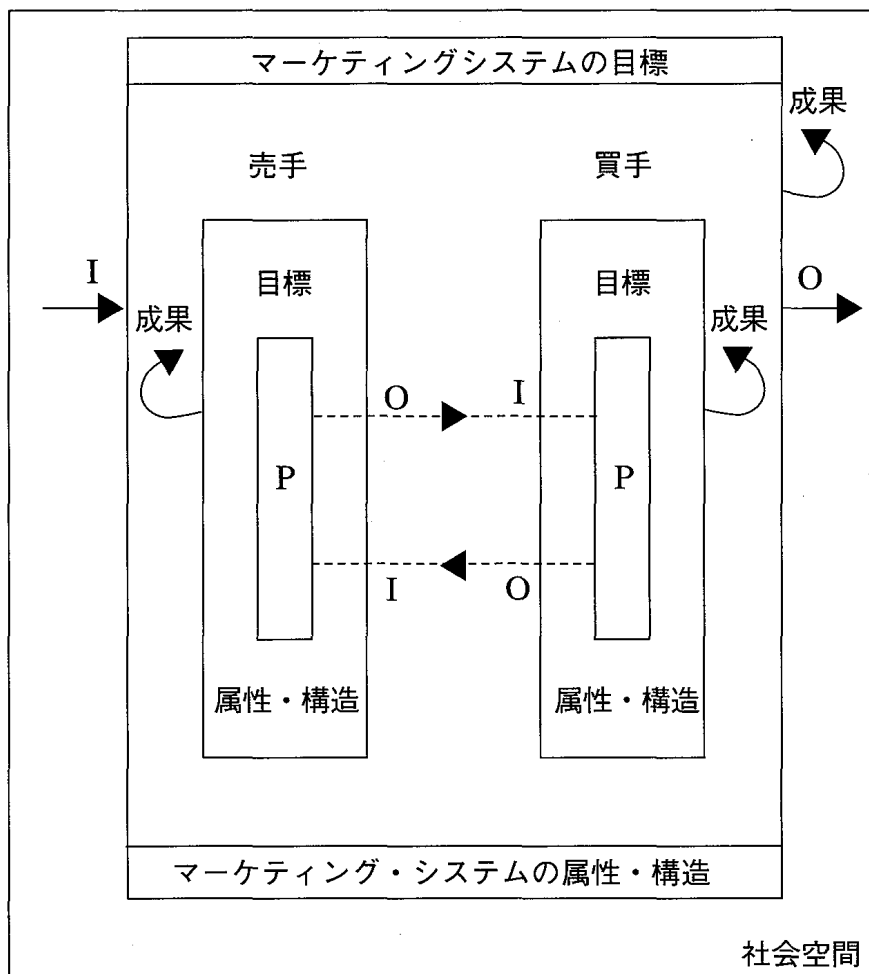 マーケティングシステムの目標
成果
売手
買手
I
O
目標
目標
成果
成果
O
I
P
P
I
O
属性・構造
属性・構造
マーケティング・システムの属性・構造
社会空間